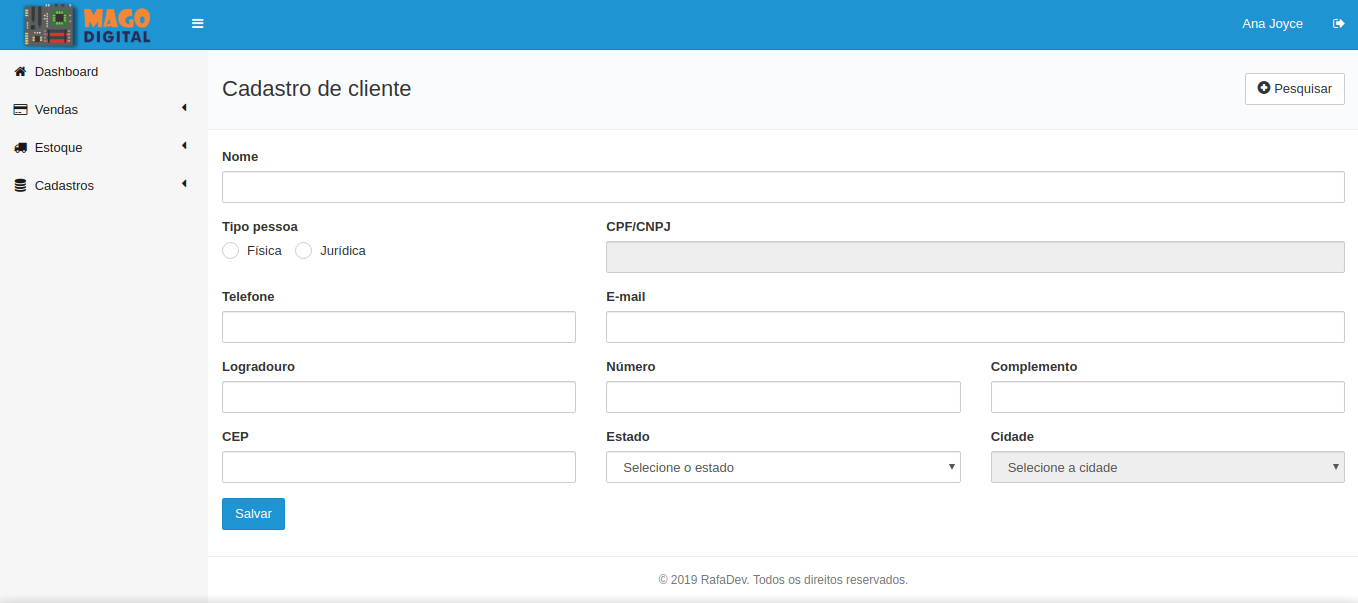 MAGO
DIGITAL
Ana Joyce
Dashboard
Vendas
Estoque
Cadastros
Cadastro de cliente
Pesquisar
Nome
Tipo pessoa
CPF/CNPJ
Física
Jurídica
Telefone
E-mail
Logradouro
Número
Complemento
CEP
Estado
Cidade
Selecione o estado
Selecione a cidade
Salvar
© 2019 RafaDev. Todos os direitos reservados.